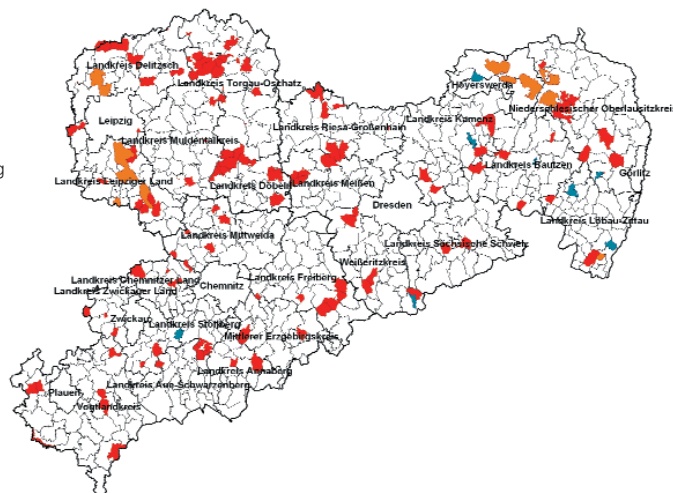 Landkreis Delitzsch
Landkreis Torgau-Oschatz
Hoyerswerda
Niederschlesischer Oberlausitzkreis
Leipzig
Landkreis Kamenz
Landkreis Riesa-Großenhain
Landkreis Muldentalkreis
g
Landkreis Bautzen
Görlitz
Landkreis Leipziger Land
Landkreis Döbeln
Landkreis Meißen
Dresden
Landkreis Löbau-Zittau
Landkreis Mittweida
Landkreis Sächsische Schweiz
Weißeritzkreis
Landkreis Freiberg
Landkreis Chemnitzer Land
Chemnitz
Landkreis Zwickauer Land
Zwickau
Landkreis Stollberg
Mittlerer Erzgebirgskreis
Landkreis Annaberg
Landkreis Aue-Schwarzenberg
Plauen
Vogtlandkreis